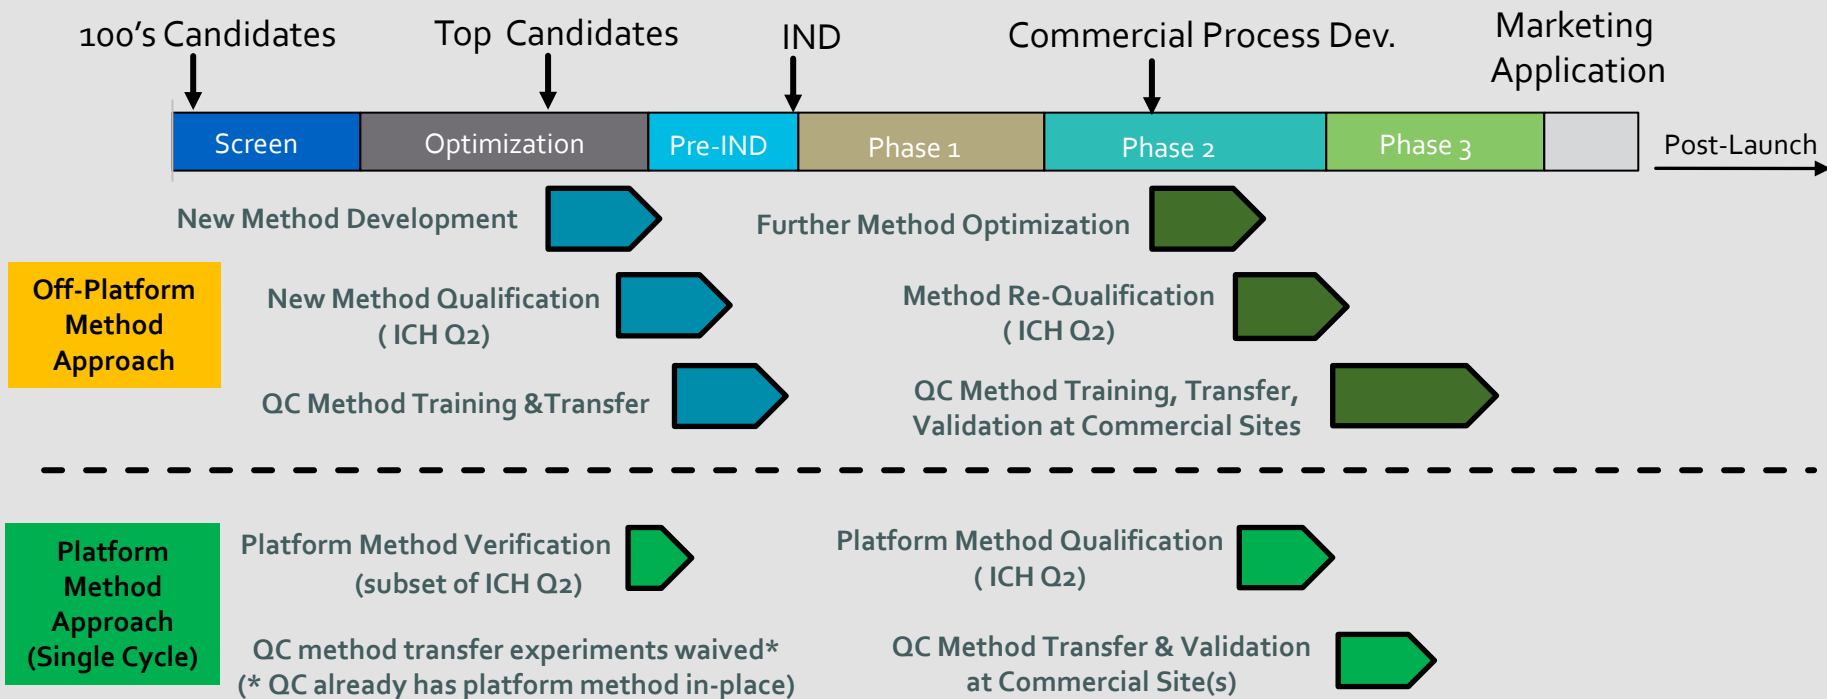 100's Candidates
Top Candidates
IND
Commercial Process Dev.
Marketing
Application
Screen
Optimization
Pre-IND
Phase 1
Phase 2
Phase 3
Post-Launch
New Method Development
Further Method Optimization
Off-Platform
Method
Approach
New Method Qualification
( ICH Q2)
Method Re-Qualification
( ICH Q2)
QC Method Training &Transfer
QC Method Training, Transfer,
Validation at Commercial Sites
Platform
Method
Approach
(Single Cycle)
Platform Method Verification
(subset of ICH Q2)
Platform Method Qualification
( ICH Q2)
QC method transfer experiments waived*
(* QC already has platform method in-place)
QC Method Transfer & Validation
at Commercial Site(s)